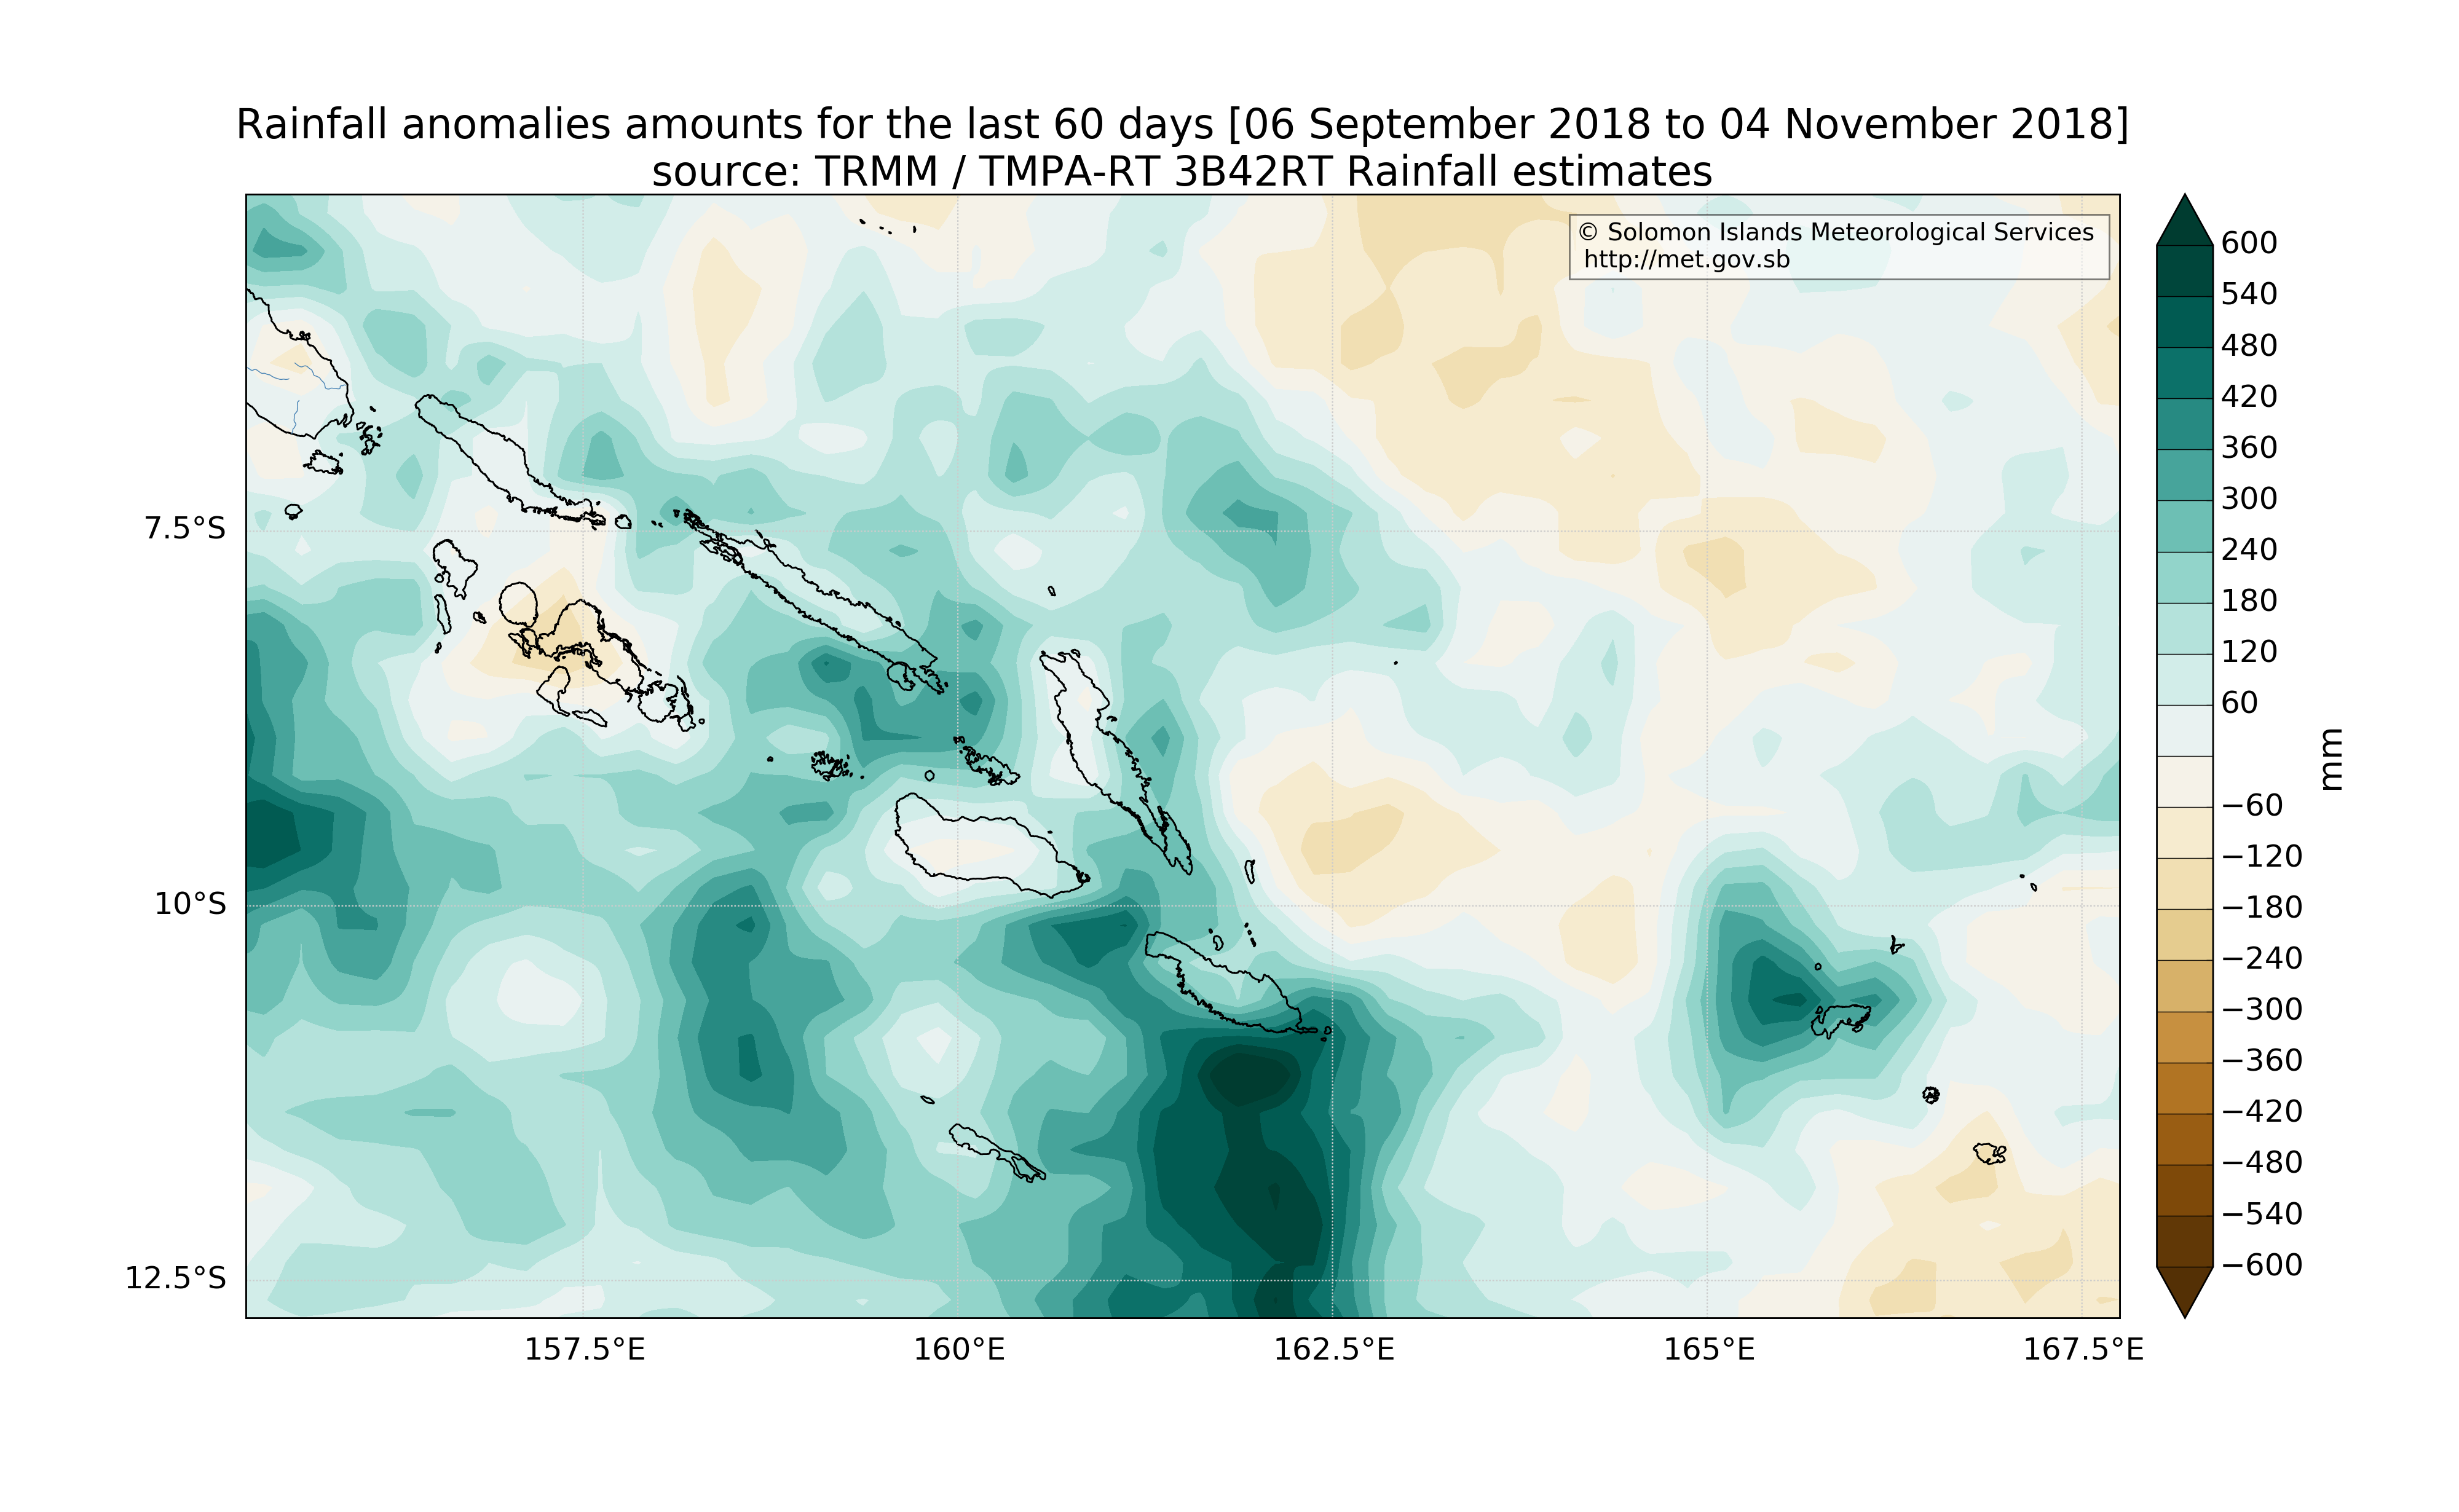 Rainfall anomalies amounts for the last 60 days [06 September 2018 to 04 November 2018]
source: TRMM / TMPA-RT 3B42RT Rainfall estimates
© Solomon Islands Meteorological Services
http://met.gov.sb
7.5°S
10°S
12.5°S
157.5°E
160°E
162.5°E
165°E
167.5°E
600
540
480
420
360
300
240
180
120
60
−60
−120
−180
−240
−300
−360
−420
−480
−540
−600
mm